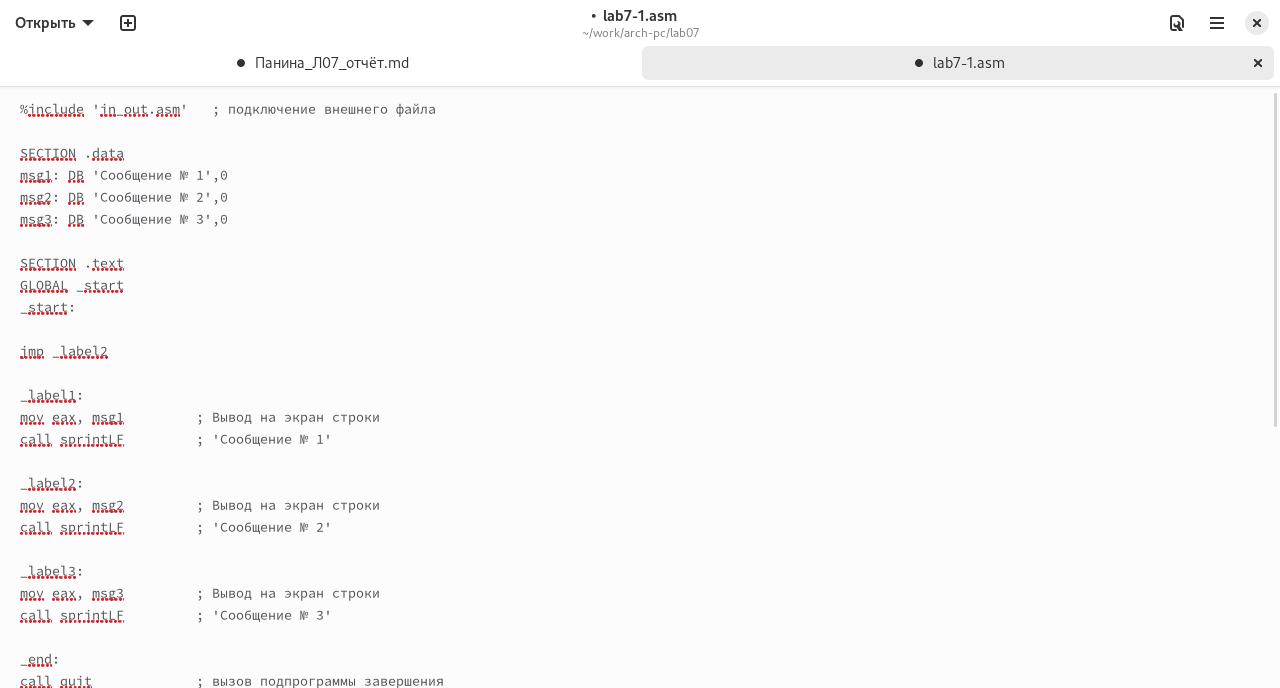 Открыть
• lab7-1.asm
~/work/arch-pc/lab07
● Панина_Л07_отчёт.md
● lab7-1.asm
%include 'in_out.asm'   ; подключение внешнего файла
SECTION .data
msg1: DB 'Сообщение № 1',0
msg2: DB 'Сообщение № 2',0
msg3: DB 'Сообщение № 3',0
SECTION .text
GLOBAL _start
_start:
jmp _label2
_label1:
mov eax, msg1         ; Вывод на экран строки
call sprintLF         ; 'Сообщение № 1'
_label2:
mov eax, msg2         ; Вывод на экран строки
call sprintLF         ; 'Сообщение № 2'
_label3:
mov eax, msg3         ; Вывод на экран строки
call sprintLF         ; 'Сообщение № 3'
_end:
call quit             ; вызов подпрограммы завершения